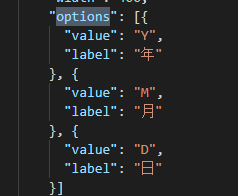 "options": [{
"value": "Y",
"label": "年"
}, {
"value": "M",
"label": "月"
}, {
"value": "D",
"label": "日"
}]